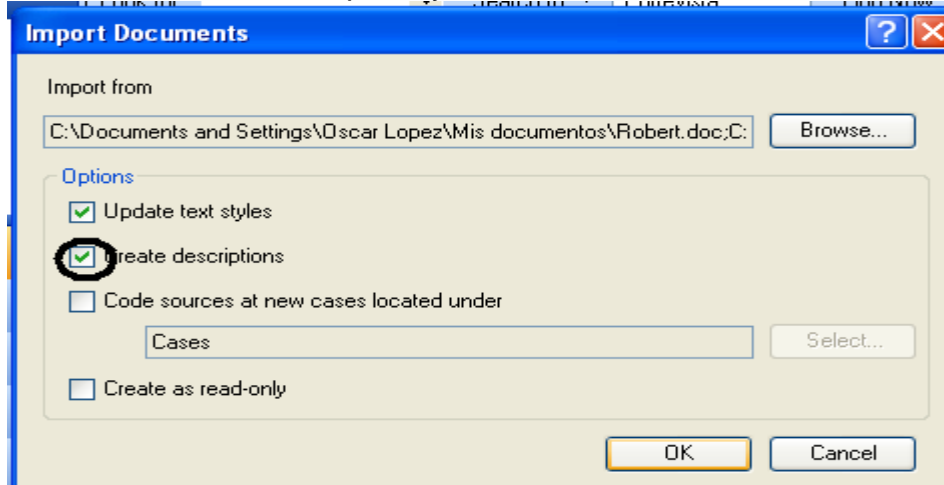 Import Documents
Import from
C:\Documents and Settings\Oscar Lopez\Mis documentos\Robert.doc;C: Browse...
Options
Update text styles
Create descriptions
Code sources at new cases located under
Cases Select...
Create as read-only
OK Cancel